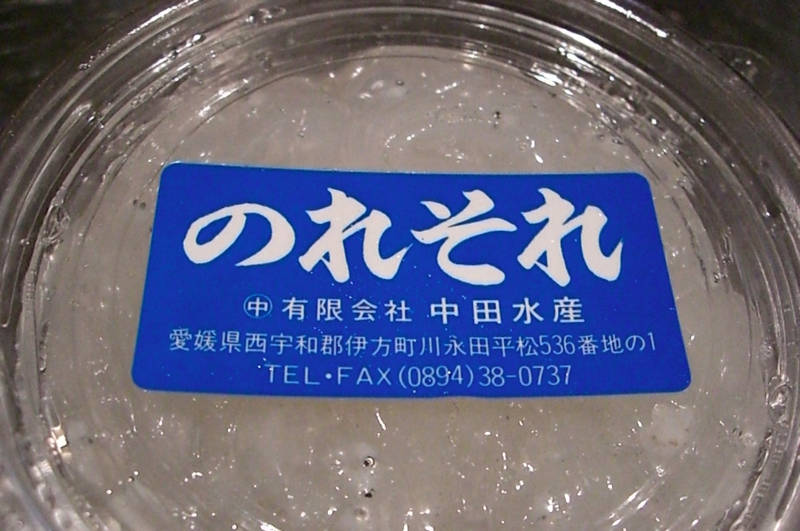 のれそれ
㊥有限会社 中田水産
愛媛県西宇和郡伊方町川永田平松536番地の1
TEL・FAX(0894)38-0737